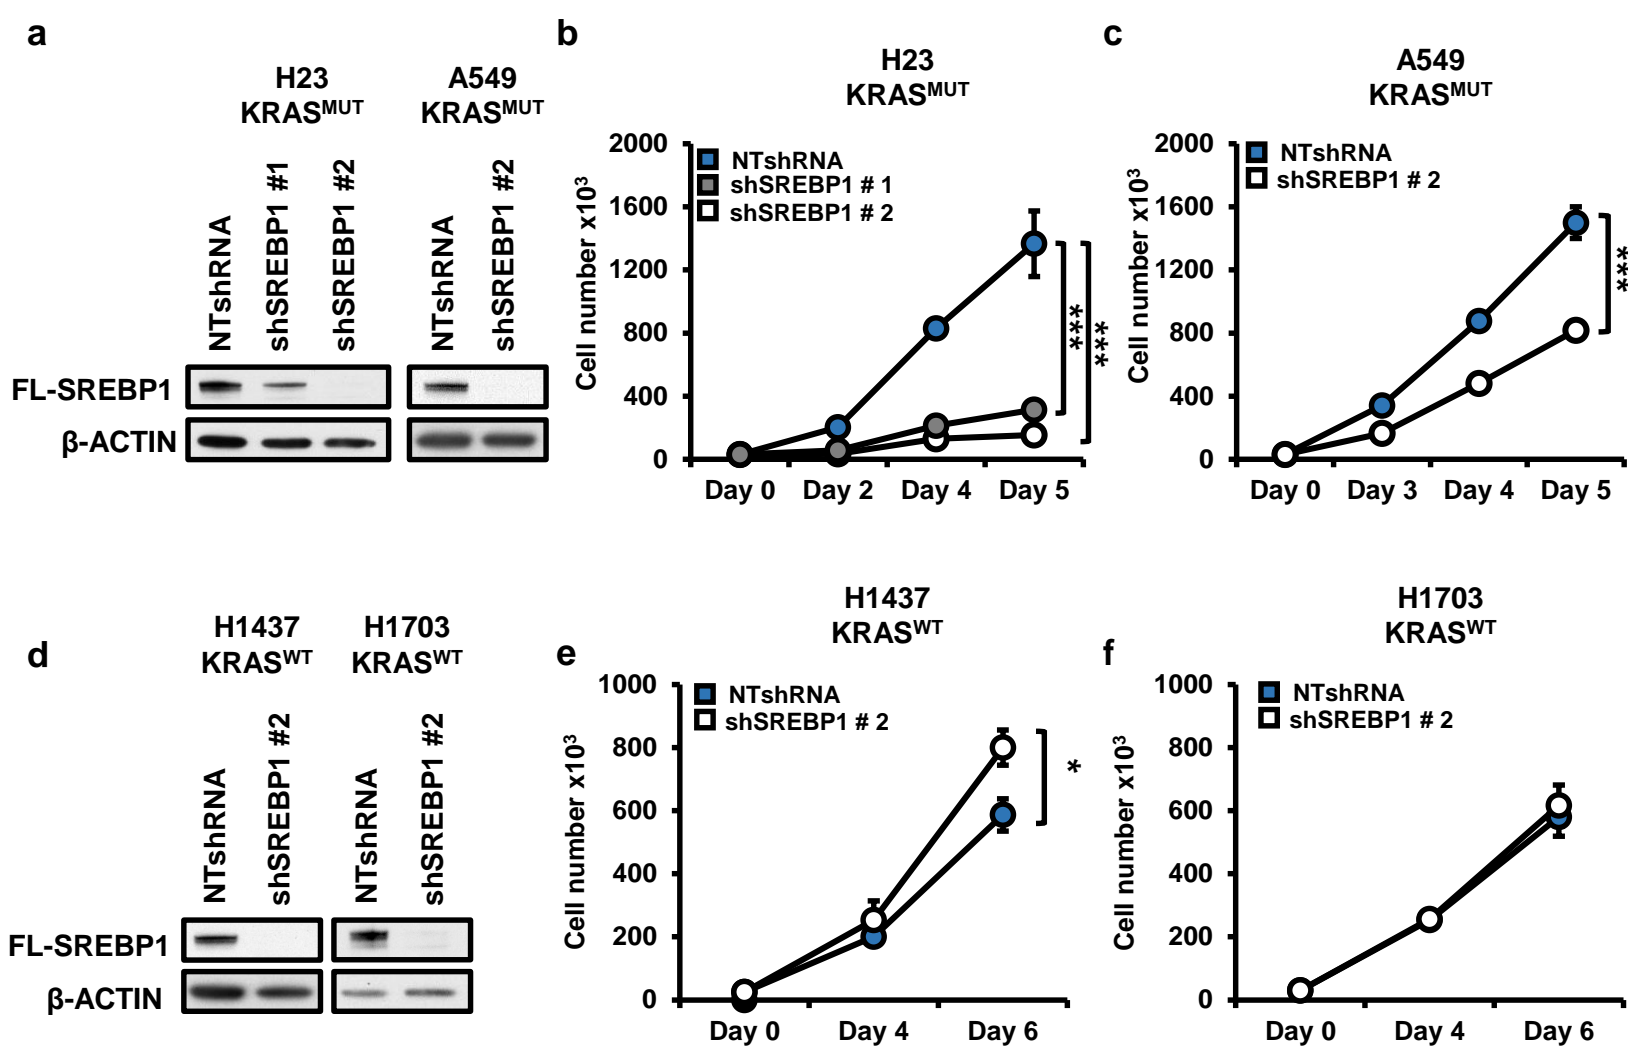 a
H23
KRASMUT
A549
KRASMUT
NTshRNA
shSREBP1 #1
shSREBP1 #2
NTshRNA
shSREBP1 #2
FL-SREBP1
β-ACTIN
b
H23
KRASMUT
Cell number x103
2000
1600
1200
800
400
0
NTshRNA
shSREBP1 # 1
shSREBP1 # 2
***
***
Day 0 Day 2 Day 4 Day 5
c
A549
KRASMUT
Cell number x103
2000
1600
1200
800
400
0
NTshRNA
shSREBP1 # 2
***
Day 0 Day 3 Day 4 Day 5
d
H1437
KRASWT
H1703
KRASWT
NTshRNA
shSREBP1 #2
NTshRNA
shSREBP1 #2
FL-SREBP1
β-ACTIN
e
H1437
KRASWT
Cell number x103
1000
800
600
400
200
0
NTshRNA
shSREBP1 # 2
*
Day 0 Day 4 Day 6
f
H1703
KRASWT
Cell number x103
1000
800
600
400
200
0
NTshRNA
shSREBP1 # 2
Day 0 Day 4 Day 6